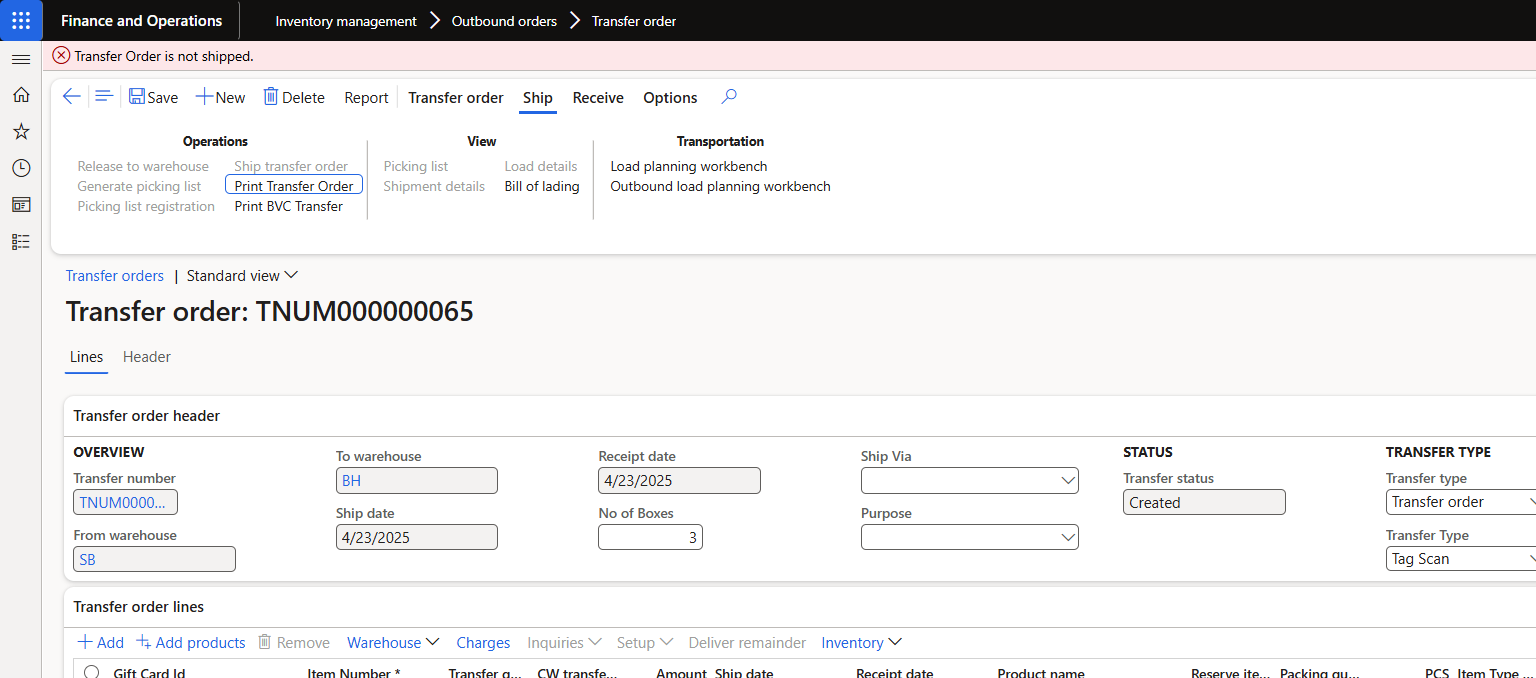 Finance and Operations
Inventory management > Outbound orders > Transfer order
Transfer Order is not shipped.
Save New Delete Report Transfer order Ship Receive Options
Operations
Release to warehouse Ship transfer order
Generate picking list Print Transfer Order
Picking list registration Print BVC Transfer
View
Picking list Load details
Shipment details Bill of lading
Transportation
Load planning workbench
Outbound load planning workbench
Transfer orders | Standard view
Transfer order: TNUM000000065
Lines Header
Transfer order header
OVERVIEW
Transfer number
TNUM0000...
From warehouse
SB
To warehouse
BH
Ship date
4/23/2025
Receipt date
4/23/2025
No of Boxes
3
Ship Via
Purpose
STATUS
Transfer status
Created
TRANSFER TYPE
Transfer type
Transfer order
Transfer Type
Tag Scan
Transfer order lines
Add Add products Remove Warehouse Charges Inquiries Setup Deliver remainder Inventory
Gift Card Id Item Number * Transfer q... CW transfe... Amount Ship date Receipt date Product name Reserve ite... Packing qu... PCS Item Type ...